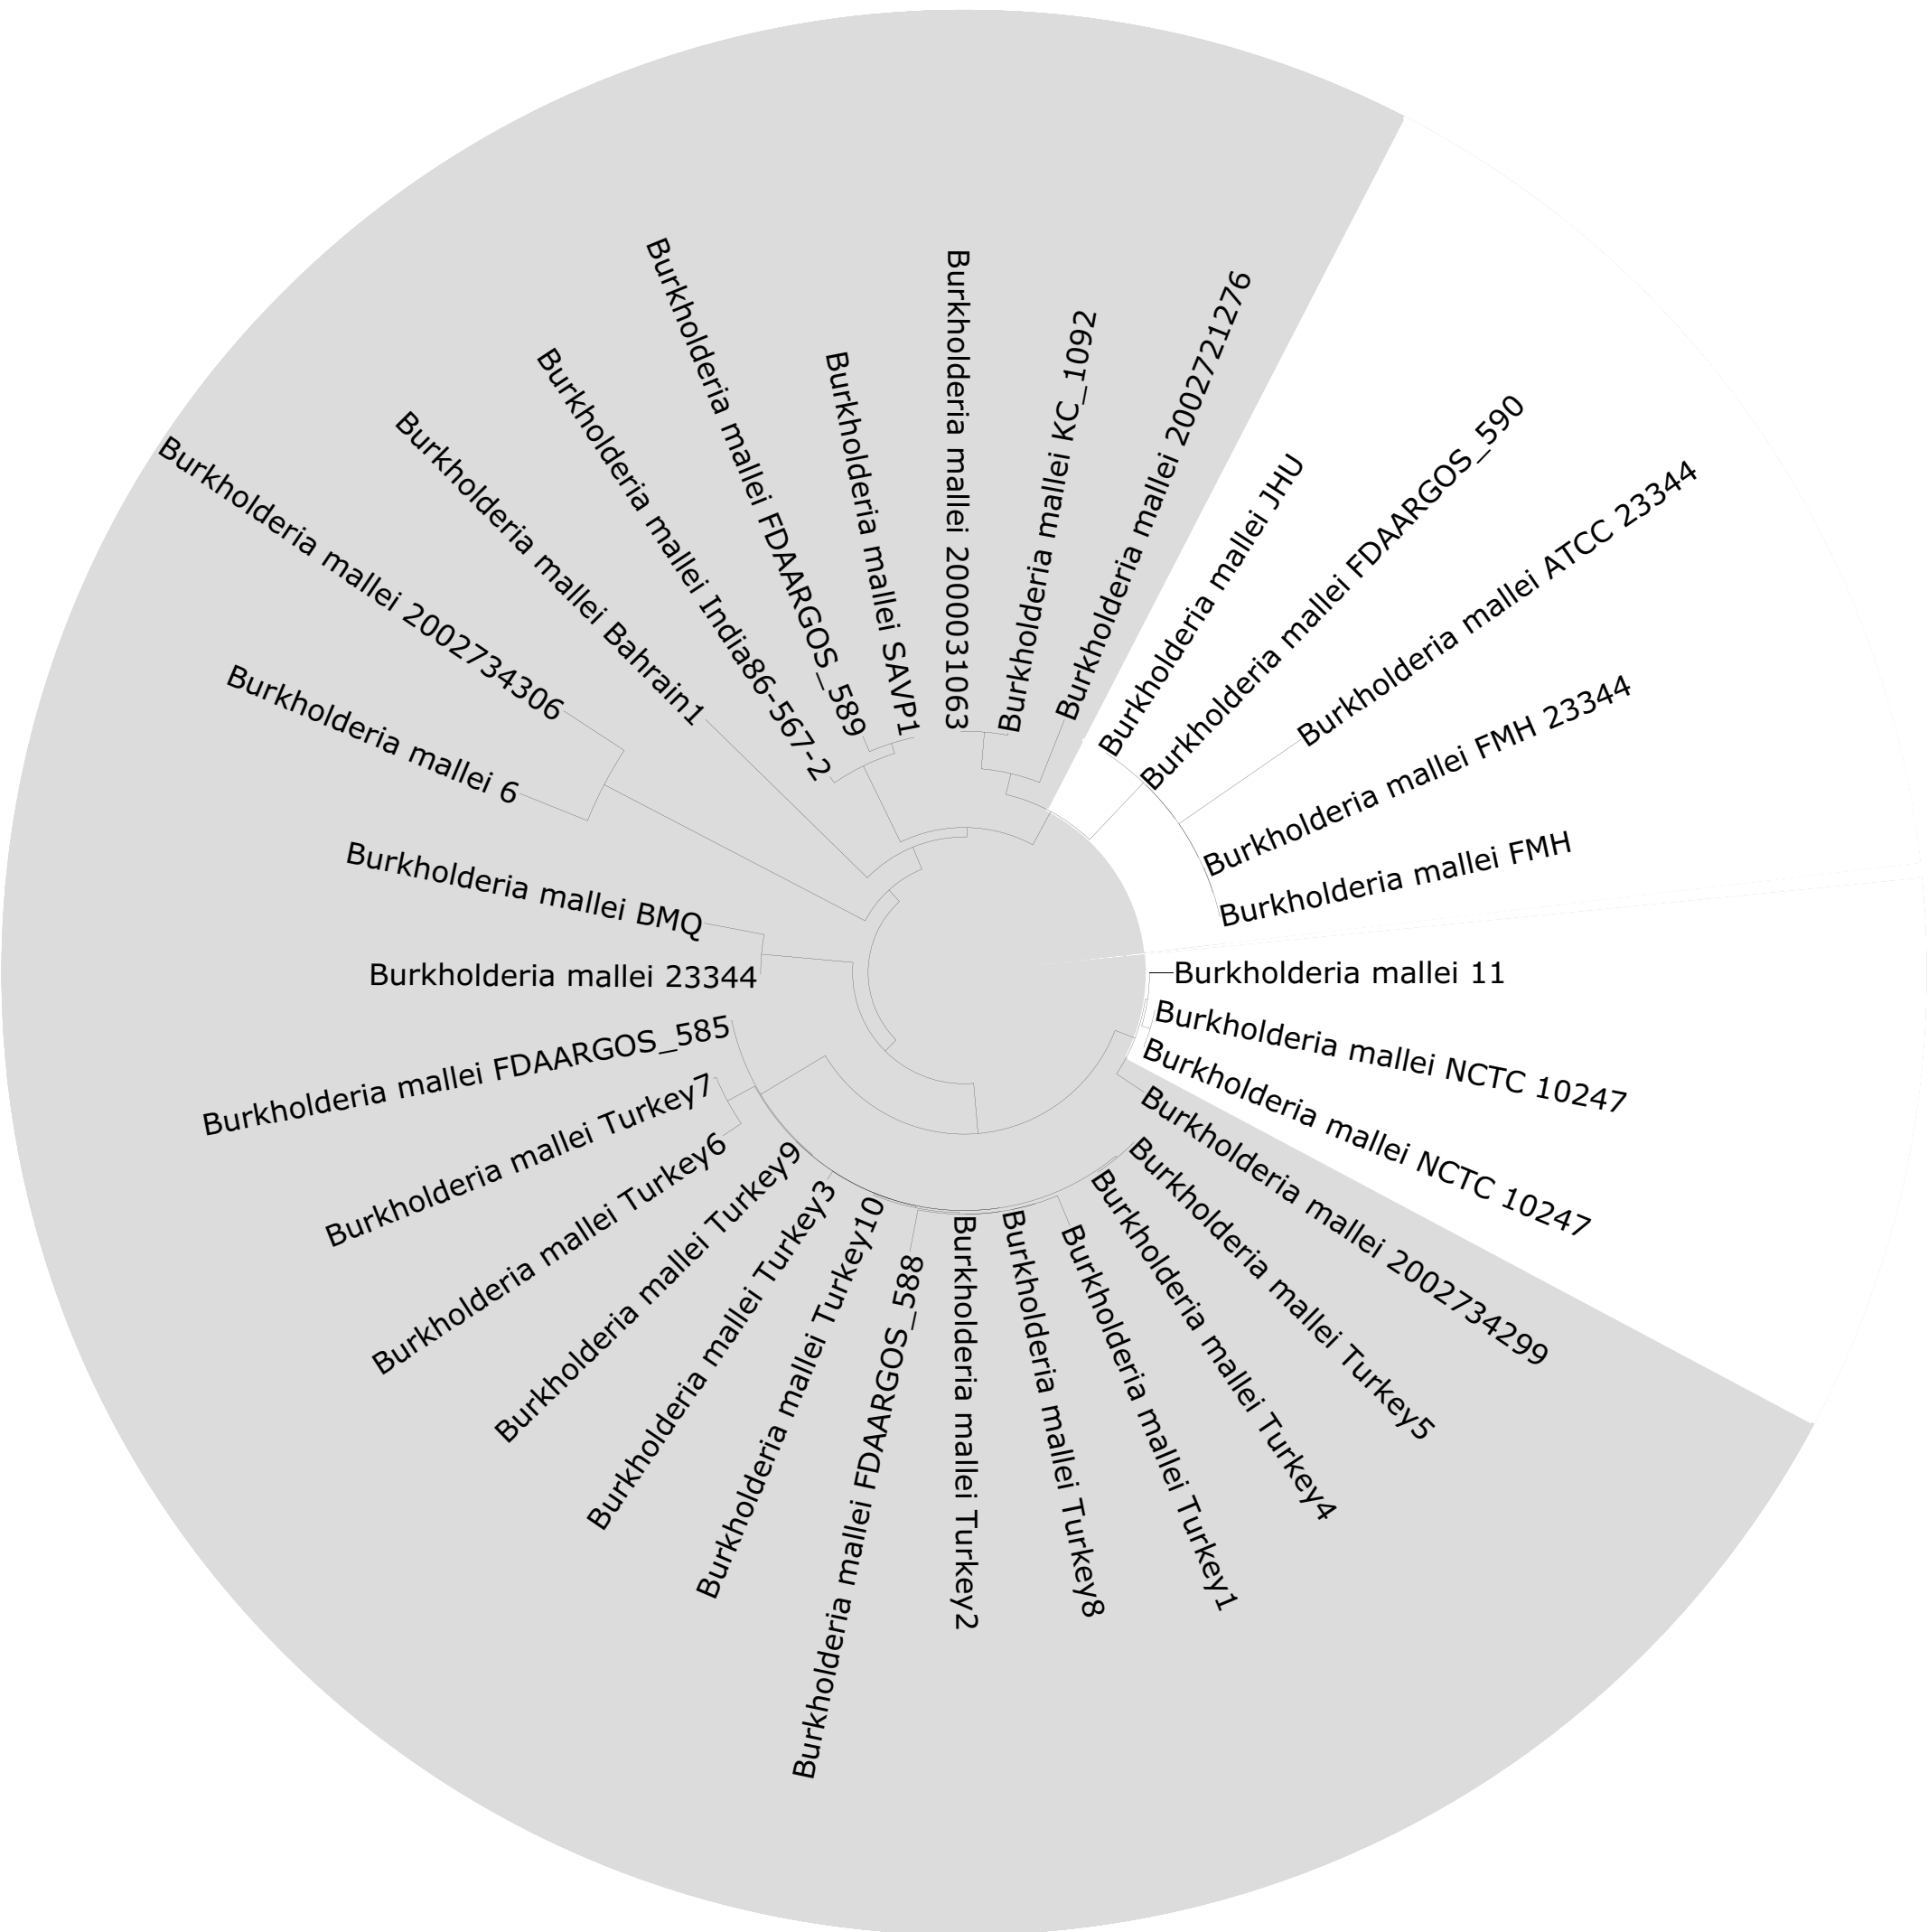 Burkholderia mallei 2000031063
Burkholderia mallei KC_1092
Burkholderia mallei 2002721276
Burkholderia mallei JHU
Burkholderia mallei FDAARGOS_590
Burkholderia mallei ATCC 23344
Burkholderia mallei FMH 23344
Burkholderia mallei FMH
Burkholderia mallei 11
Burkholderia mallei NCTC 10247
Burkholderia mallei NCTC 10247
Burkholderia mallei 2002734299
Burkholderia mallei Turkey5
Burkholderia mallei Turkey4
Burkholderia mallei Turkey1
Burkholderia mallei Turkey8
Burkholderia mallei Turkey2
Burkholderia mallei FDAARGOS_588
Burkholderia mallei Turkey10
Burkholderia mallei Turkey3
Burkholderia mallei Turkey9
Burkholderia mallei Turkey6
Burkholderia mallei Turkey7
Burkholderia mallei FDAARGOS_585
Burkholderia mallei 23344
Burkholderia mallei BMQ
Burkholderia mallei 6
Burkholderia mallei 2002734306
Burkholderia mallei Bahrain1
Burkholderia mallei India86-567-2
Burkholderia mallei FDAARGOS_589
Burkholderia mallei SAVP1